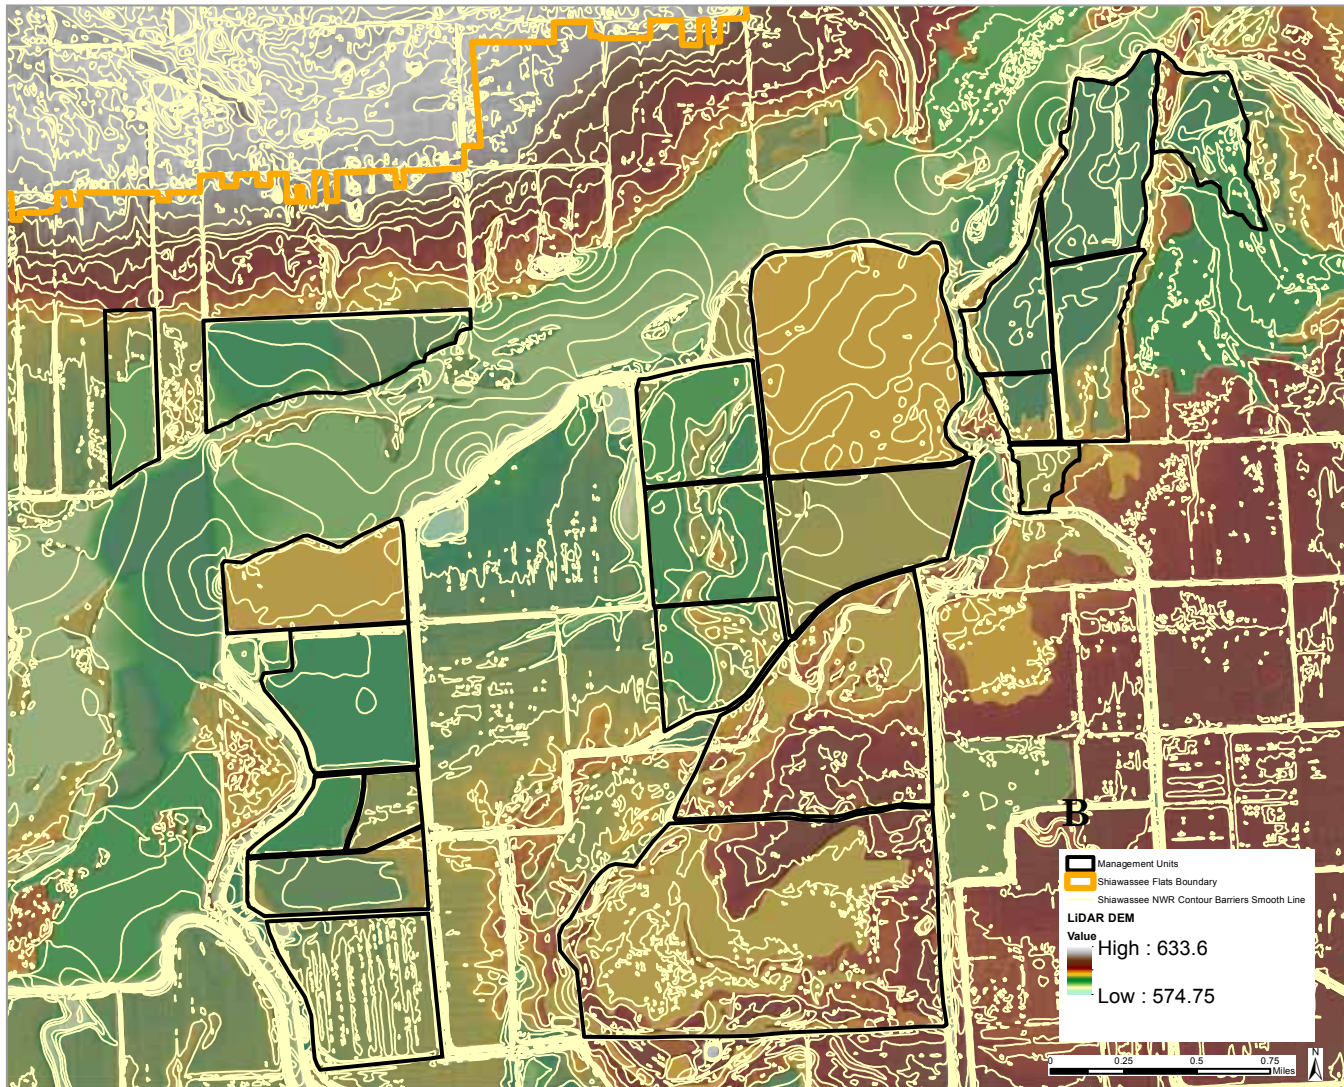 B
Management Units
Shiawassee Flats Boundary
Shiawassee NWR Contour Barriers Smooth Line
LiDAR DEM
Value
High : 633.6
Low : 574.75
N
0 0.25 0.5 0.75
Miles